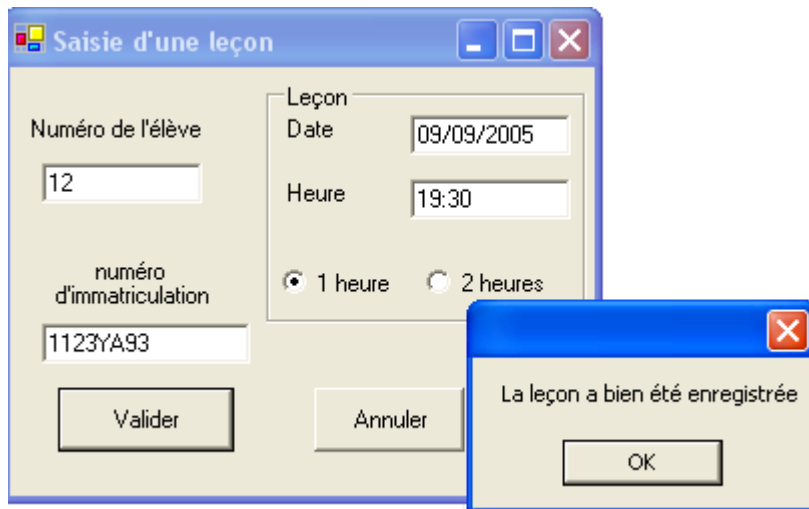 Saisie d'une leçon
Numéro de l'élève
12
numéro
d'immatriculation
1123YA93
Leçon
Date
09/09/2005
Heure
19:30
1 heure
2 heures
Valider
Annuler
La leçon a bien été enregistrée
OK